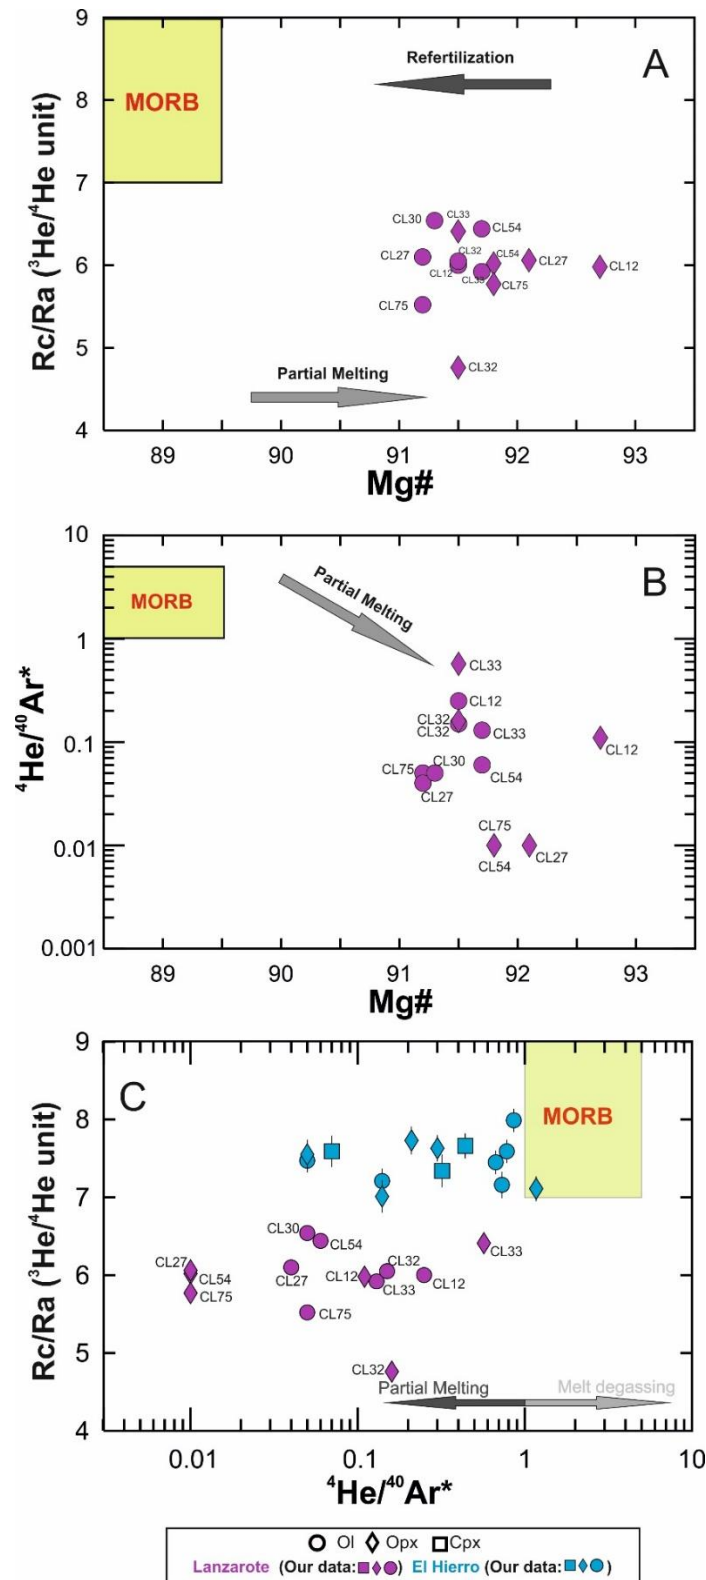 A
Refertilization
MORB
CL30
CL33
CL54
CL27
CL32
CL54
CL27
CL12
CL12
CL33
CL75
CL75
CL32
Partial Melting
9
8
7
6
5
4
Rc/Ra (³He/⁴He unit)
89
90
91
92
93
Mg#
B
Partial Melting
MORB
CL33
CL12
CL32
CL32
CL33
CL12
CL75
CL30
CL54
CL27
CL75
CL54
CL27
10
1
0.1
0.01
0.001
⁴He/⁴⁰Ar*
89
90
91
92
93
Mg#
C
MORB
CL30
CL54
CL33
CL27
CL54
CL75
CL27
CL12
CL32
CL33
CL12
CL75
CL32
Partial Melting
Melt degassing
9
8
7
6
5
4
Rc/Ra (³He/⁴He unit)
0.01
0.1
1
10
⁴He/⁴⁰Ar*
Ol Opx Cpx
Lanzarote (Our data: ) El Hierro (Our data: )